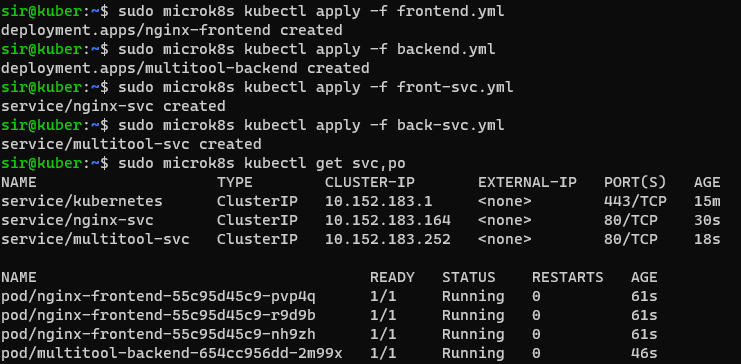 sir@kuber:~$ sudo microk8s kubectl apply -f frontend.yml
deployment.apps/nginx-frontend created
sir@kuber:~$ sudo microk8s kubectl apply -f backend.yml
deployment.apps/multitool-backend created
sir@kuber:~$ sudo microk8s kubectl apply -f front-svc.yml
service/nginx-svc created
sir@kuber:~$ sudo microk8s kubectl apply -f back-svc.yml
service/multitool-svc created
sir@kuber:~$ sudo microk8s kubectl get svc,po
NAME                    TYPE        CLUSTER-IP       EXTERNAL-IP   PORT(S)   AGE
service/kubernetes      ClusterIP   10.152.183.1     <none>        443/TCP   15m
service/nginx-svc       ClusterIP   10.152.183.164   <none>        80/TCP    30s
service/multitool-svc   ClusterIP   10.152.183.252   <none>        80/TCP    18s

NAME                                     READY   STATUS    RESTARTS   AGE
pod/nginx-frontend-55c95d45c9-pvp4q      1/1     Running   0          61s
pod/nginx-frontend-55c95d45c9-r9d9b      1/1     Running   0          61s
pod/nginx-frontend-55c95d45c9-nh9zh      1/1     Running   0          61s
pod/multitool-backend-654cc956dd-2m99x   1/1     Running   0          46s